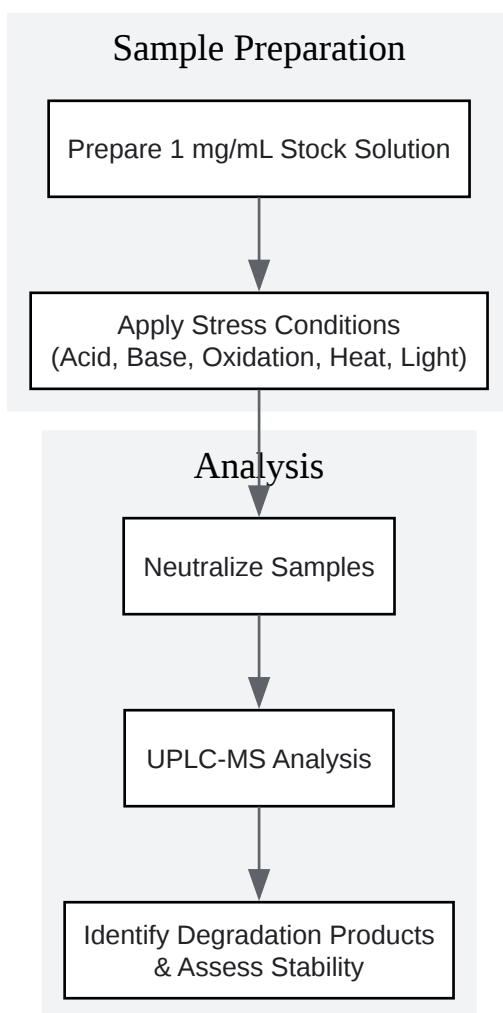 Sample Preparation
Prepare 1 mg/mL Stock Solution
Apply Stress Conditions
(Acid, Base, Oxidation, Heat, Light)
Analysis
Neutralize Samples
UPLC-MS Analysis
Identify Degradation Products
& Assess Stability